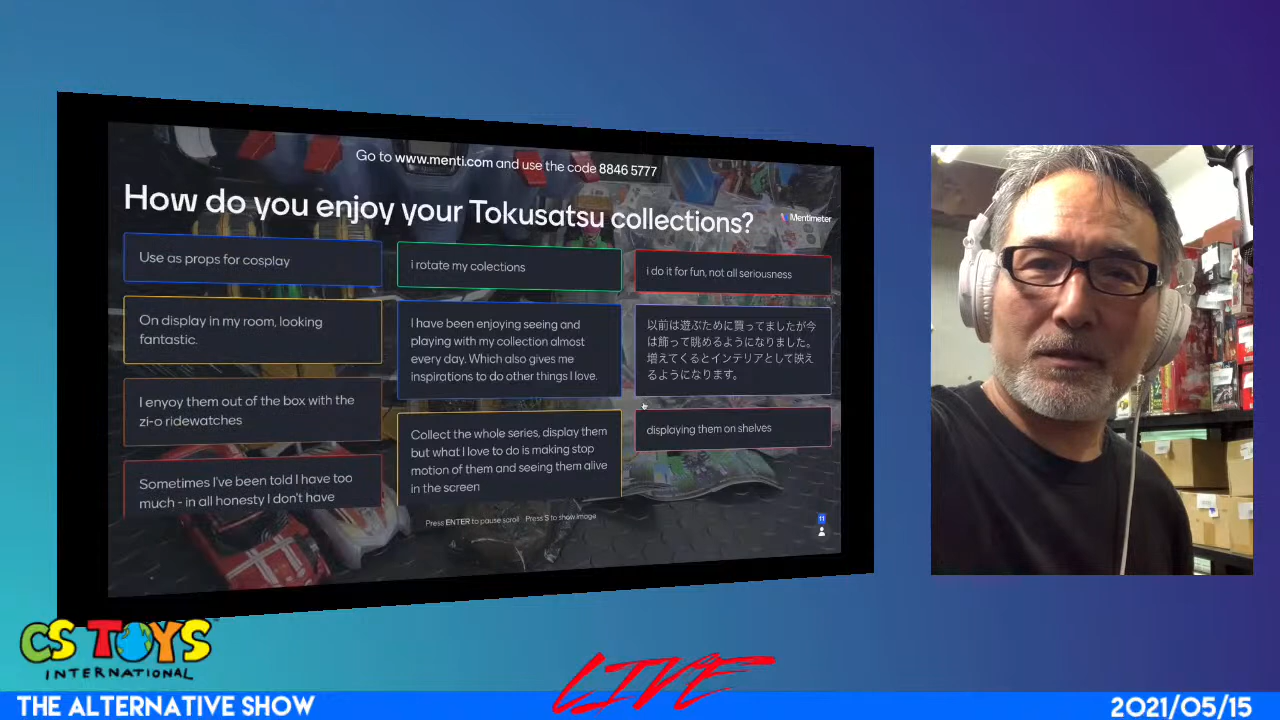 Go to www.menti.com and use the code 8846 5777
How do you enjoy your Tokusatsu collections?
Mentimeter
Use as props for cosplay
On display in my room, looking
fantastic.
I enyoy them out of the box with the
zi-o ridewatches
Sometimes I've been told I have too
much - in all honesty I don't have
i rotate my colections
I have been enjoying seeing and
playing with my collection almost
every day. Which also gives me
inspirations to do other things I love.
Collect the whole series, display them
but what I love to do is making stop
motion of them and seeing them alive
in the screen
i do it for fun, not all seriousness
以前は遊ぶために買ってましたが今
は飾って眺めるようになりました。
増えてくるとインテリアとして映え
るようになります。
displaying them on shelves
Press ENTER to pause scroll Press S to show image
11
CS TOYS
INTERNATIONAL
LIVE
THE ALTERNATIVE SHOW
2021/05/15